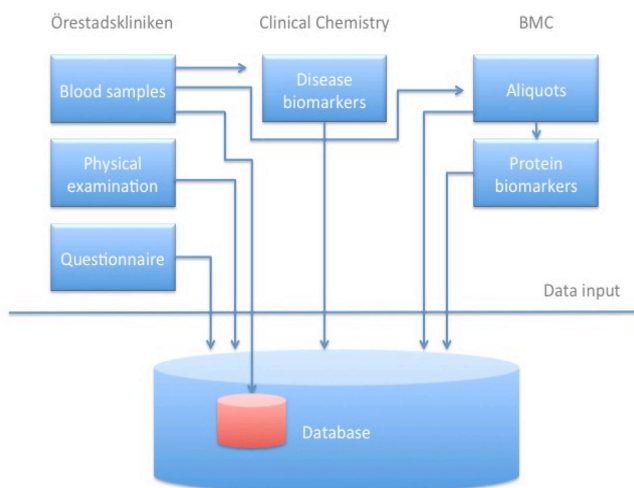 Örestadskliniken
Clinical Chemistry
BMC
Blood samples
Disease
biomarkers
Aliquots
Physical
examination
Protein
biomarkers
Questionnaire
Data input
Database